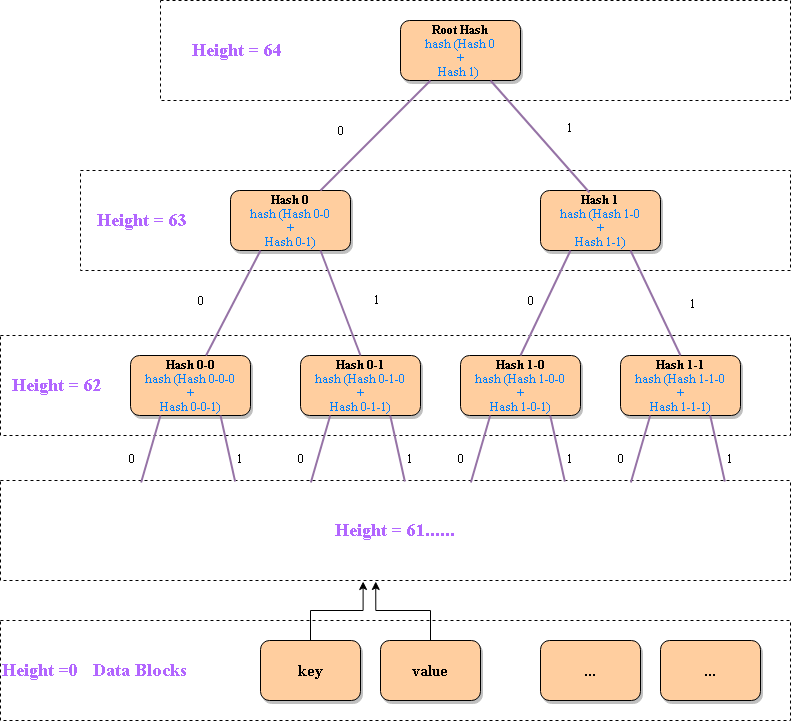 Root Hash
hash (Hash 0
+
Hash 1)
Height = 64
0
1
Hash 0
hash (Hash 0-0
+
Hash 0-1)
Hash 1
hash (Hash 1-0
+
Hash 1-1)
Height = 63
0
1
0
1
Hash 0-0
hash (Hash 0-0-0
+
Hash 0-0-1)
Hash 0-1
hash (Hash 0-1-0
+
Hash 0-1-1)
Hash 1-0
hash (Hash 1-0-0
+
Hash 1-0-1)
Hash 1-1
hash (Hash 1-1-0
+
Hash 1-1-1)
Height = 62
0
1
0
1
0
1
0
1
Height = 61......
Height =0 Data Blocks
key
value
...
...